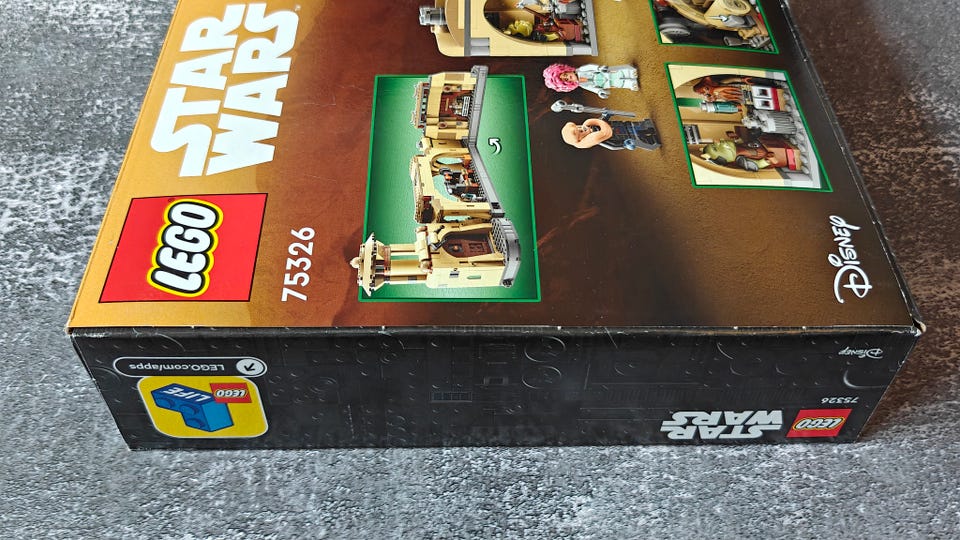 STAR
WARS
LEGO
75326
Disney
LEGO.com/apps
LEGO
LIFE
Disney
75326
STAR
WARS
LEGO